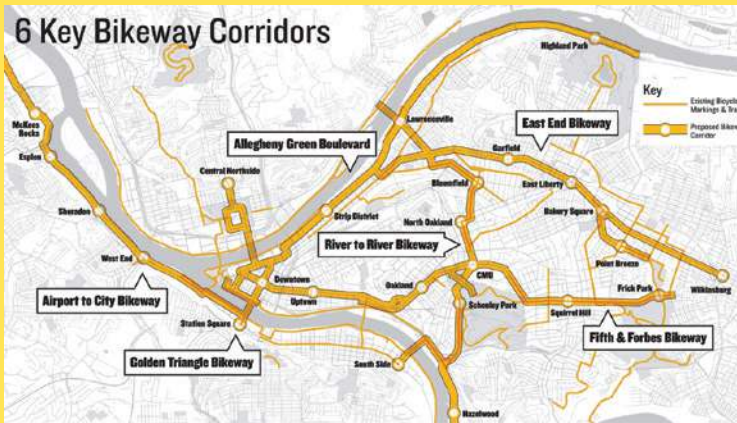 6 Key Bikeway Corridors
Highland Park
Key
Existing Bicycle
Markings &
Proposed
Corridor
McKees
Rocks
Lawrenceville
East End Bikeway
Allegheny Green Boulevard
Esplen
Garfield
Central Northside
Bloomfield
East Liberty
Bakery Square
Sheraden
Strip District
North Oakland
River to River Bikeway
Point Breeze
West End
CMU
Downtown
Oakland
Wilkinsburg
Airport to City Bikeway
Uptown
Schenley Park
Frick Park
Squirrel Hill
Station Square
Fifth & Forbes Bikeway
Golden Triangle Bikeway
South Side
Hazelwood